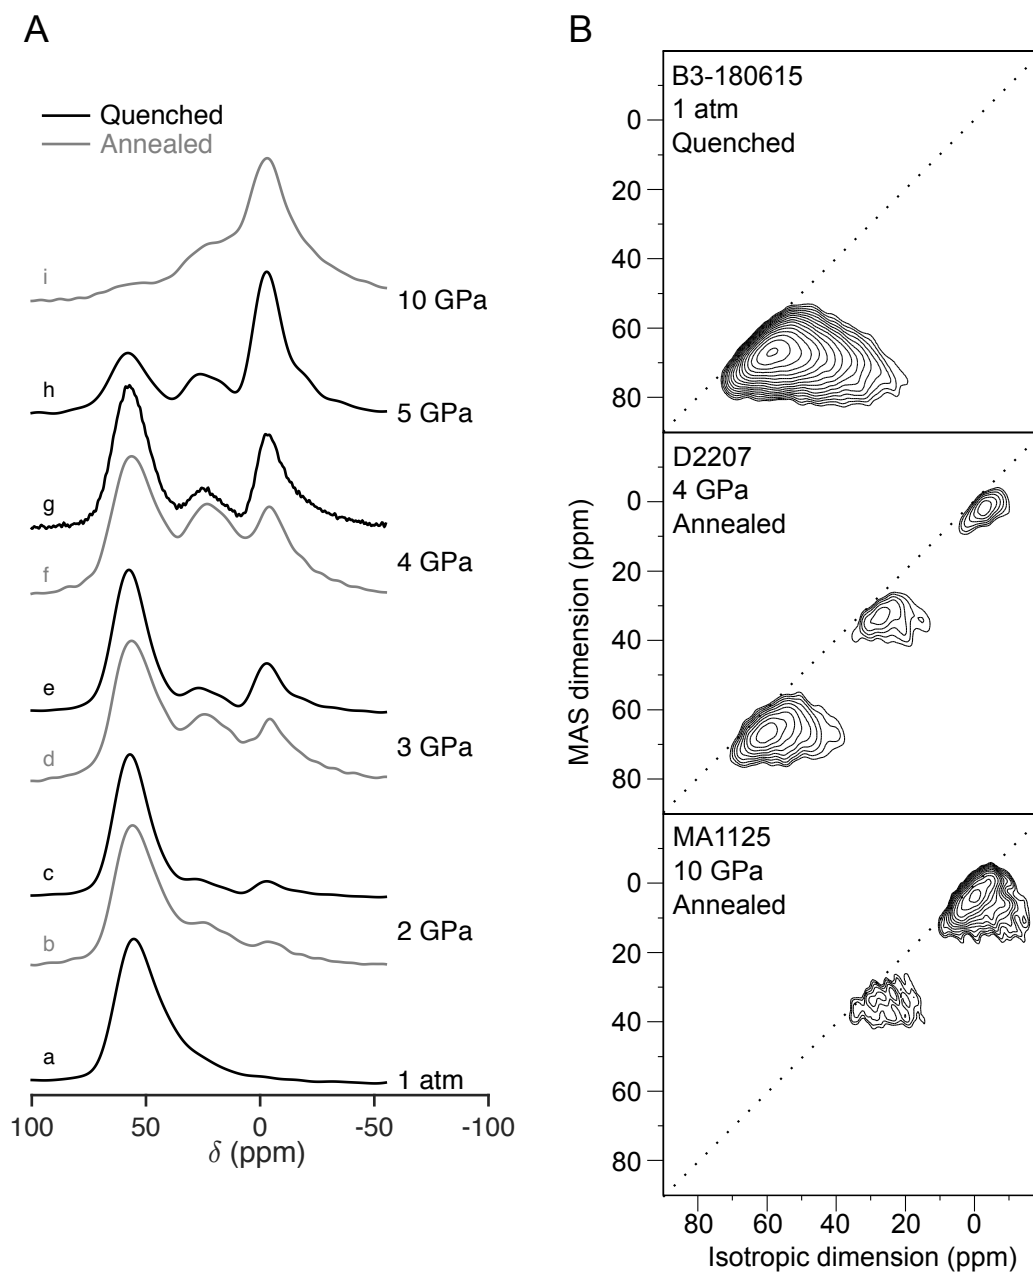 A
Quenched
Annealed
i
10 GPa
h
5 GPa
g
4 GPa
f
e
3 GPa
d
c
2 GPa
b
a
1 atm
100 50 0 -50 -100
δ (ppm)
B
B3-180615
1 atm
Quenched
0
20
40
60
80
D2207
4 GPa
Annealed
0
20
40
60
80
MAS dimension (ppm)
MA1125
10 GPa
Annealed
0
20
40
60
80
80 60 40 20 0
Isotropic dimension (ppm)